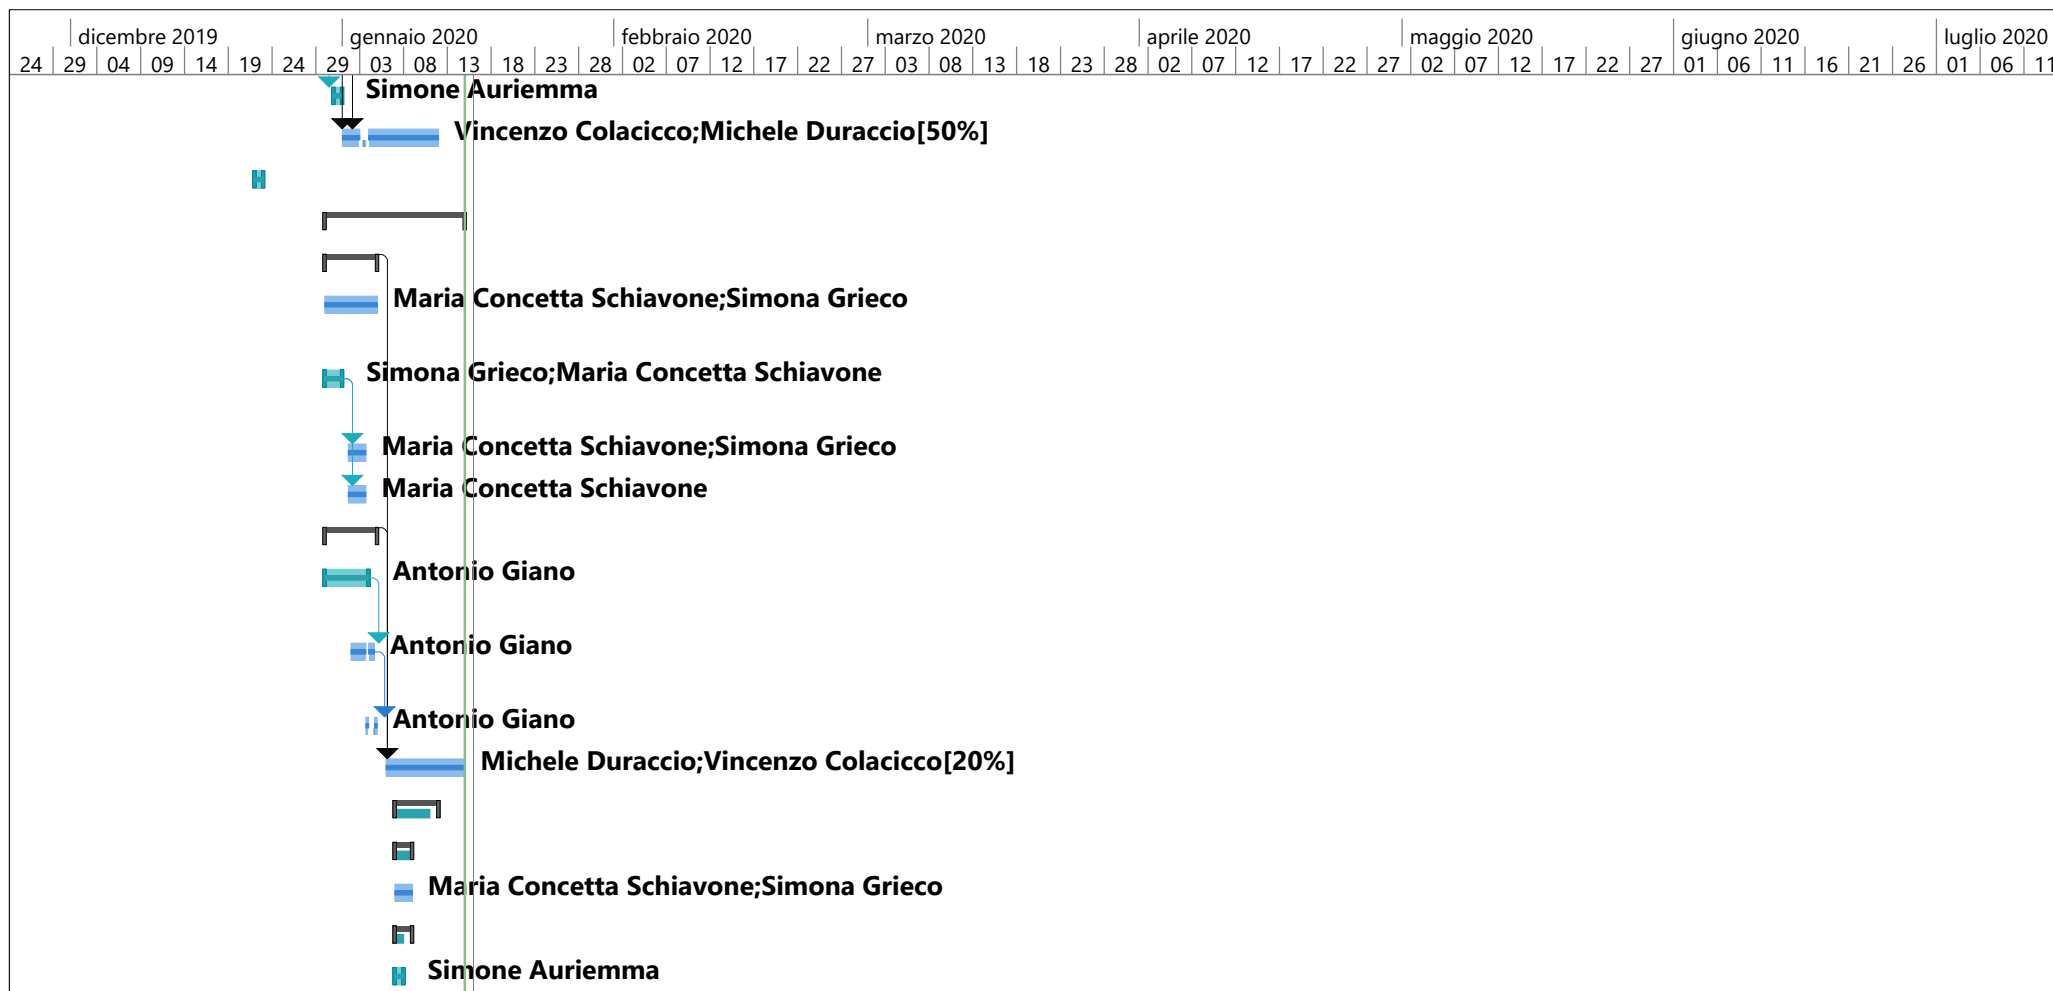 dicembre 2019 gennaio 2020 febbraio 2020 marzo 2020 aprile 2020 maggio 2020 giugno 2020 luglio 2020
24 29 04 09 14 19 24 29 03 08 13 18 23 28 02 07 12 17 22 27 03 08 13 18 23 28 02 07 12 17 22 27 02 07 12 17 22 27 01 06 11 16 21 26 01 06 11
Simone Auriemma
Vincenzo Colacicco;Michele Duraccio[50%]
Maria Concetta Schiavone;Simona Grieco
Simona Grieco;Maria Concetta Schiavone
Maria Concetta Schiavone;Simona Grieco
Maria Concetta Schiavone
Antonio Giano
Antonio Giano
Antonio Giano
Michele Duraccio;Vincenzo Colacicco[20%]
Maria Concetta Schiavone;Simona Grieco
Simone Auriemma